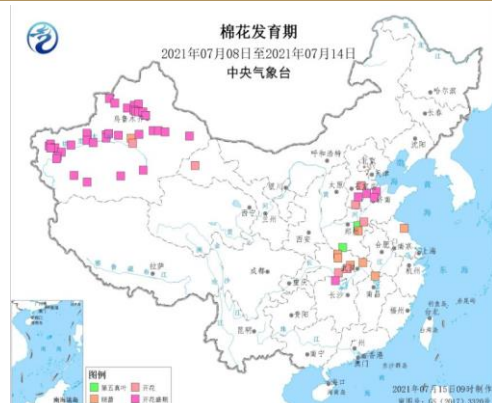 棉花发育期
2021年07月08日至2021年07月14日
中央气象台
哈尔滨
长春
沈阳
乌鲁木齐
呼和浩特
北京
天津
银川
太原
济南
西宁
兰州
郑州
西安
合肥
南京
上海
拉萨
成都
重庆
武汉
杭州
长沙
南昌
贵阳
福州
台北
昆明
广州
南宁
香港
澳门
海口
东海
图例
第五真叶
开花
现蕾
开花盛期
南海诸岛
2021年07月15日09时制作